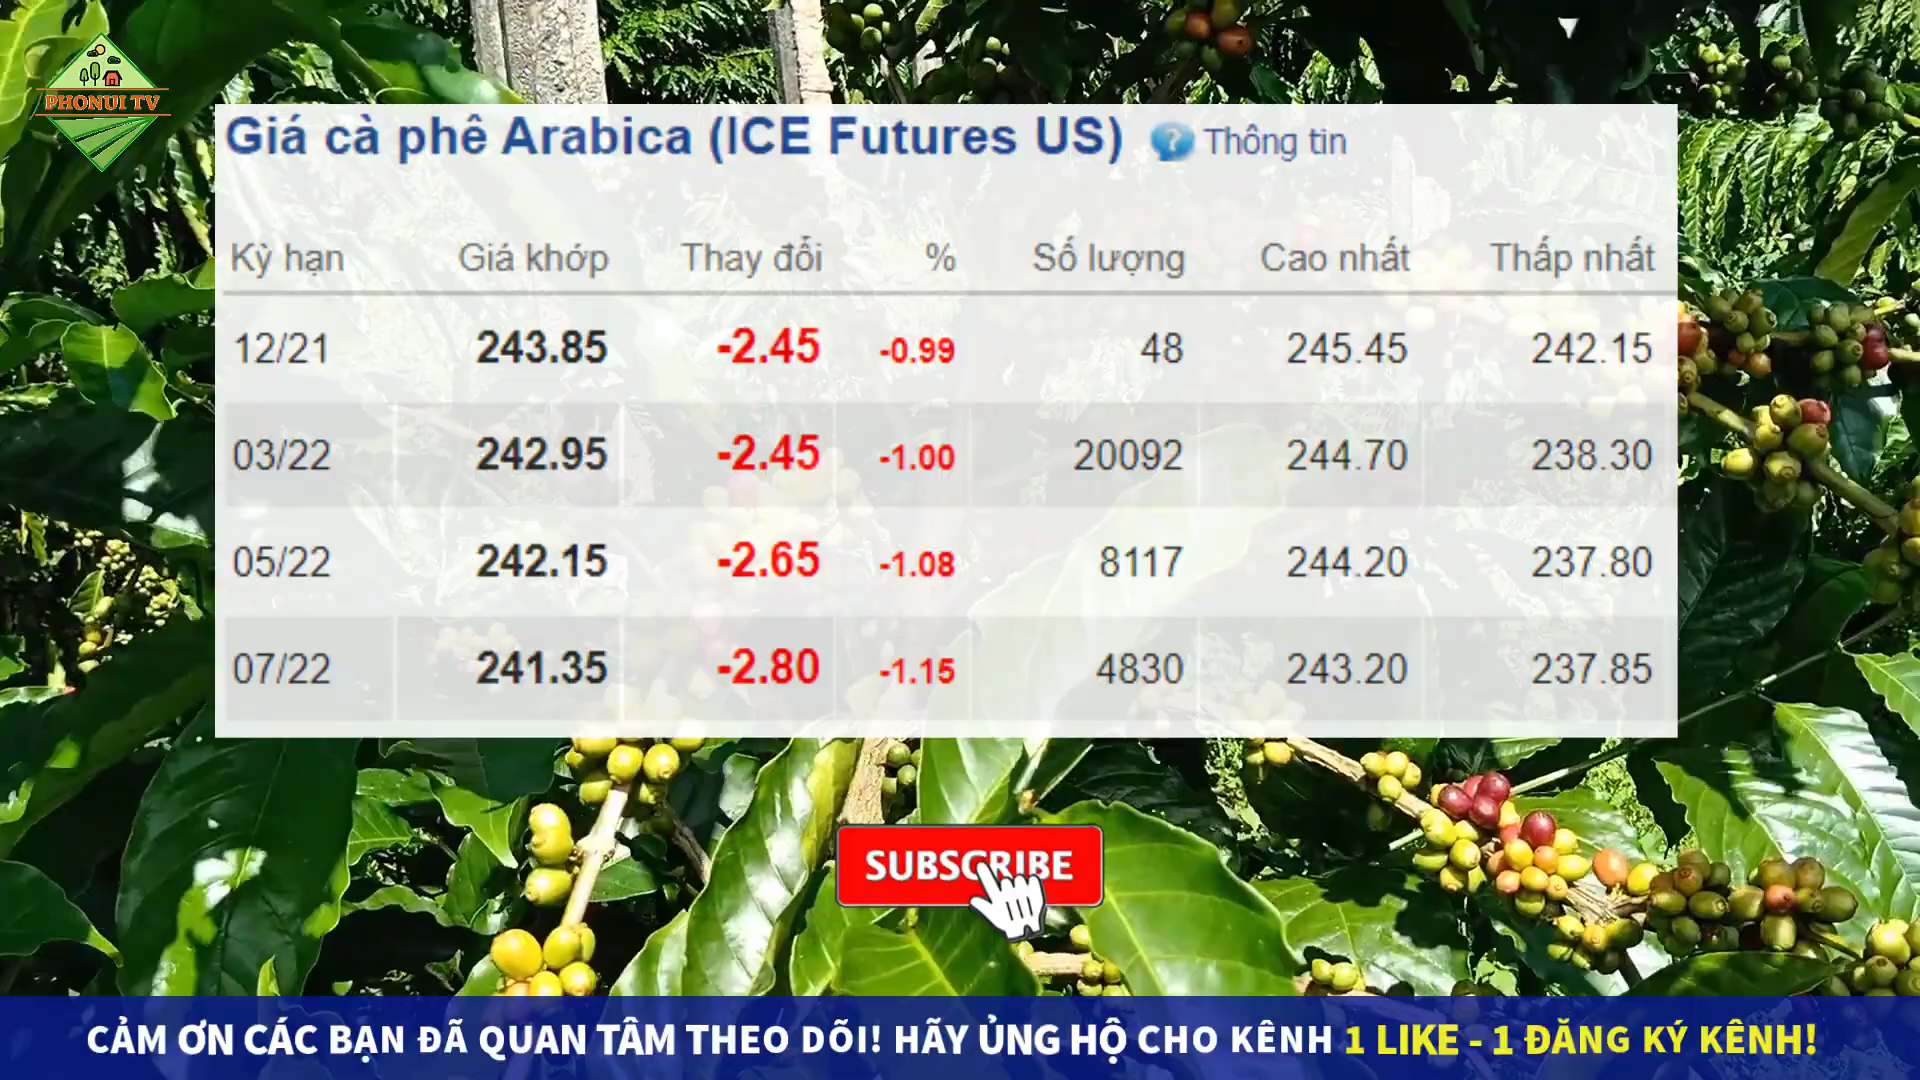 PHONUI TV
Giá cà phê Arabica (ICE Futures US) ? Thông tin
Kỳ hạn Giá khớp Thay đổi % Số lượng Cao nhất Thấp nhất
12/21 243.85 -2.45 -0.99 48 245.45 242.15
03/22 242.95 -2.45 -1.00 20092 244.70 238.30
05/22 242.15 -2.65 -1.08 8117 244.20 237.80
07/22 241.35 -2.80 -1.15 4830 243.20 237.85
SUBSCRIBE
CẢM ƠN CÁC BẠN ĐÃ QUAN TÂM THEO DÕI! HÃY ỦNG HỘ CHO KÊNH 1 LIKE - 1 ĐĂNG KÝ KÊNH!